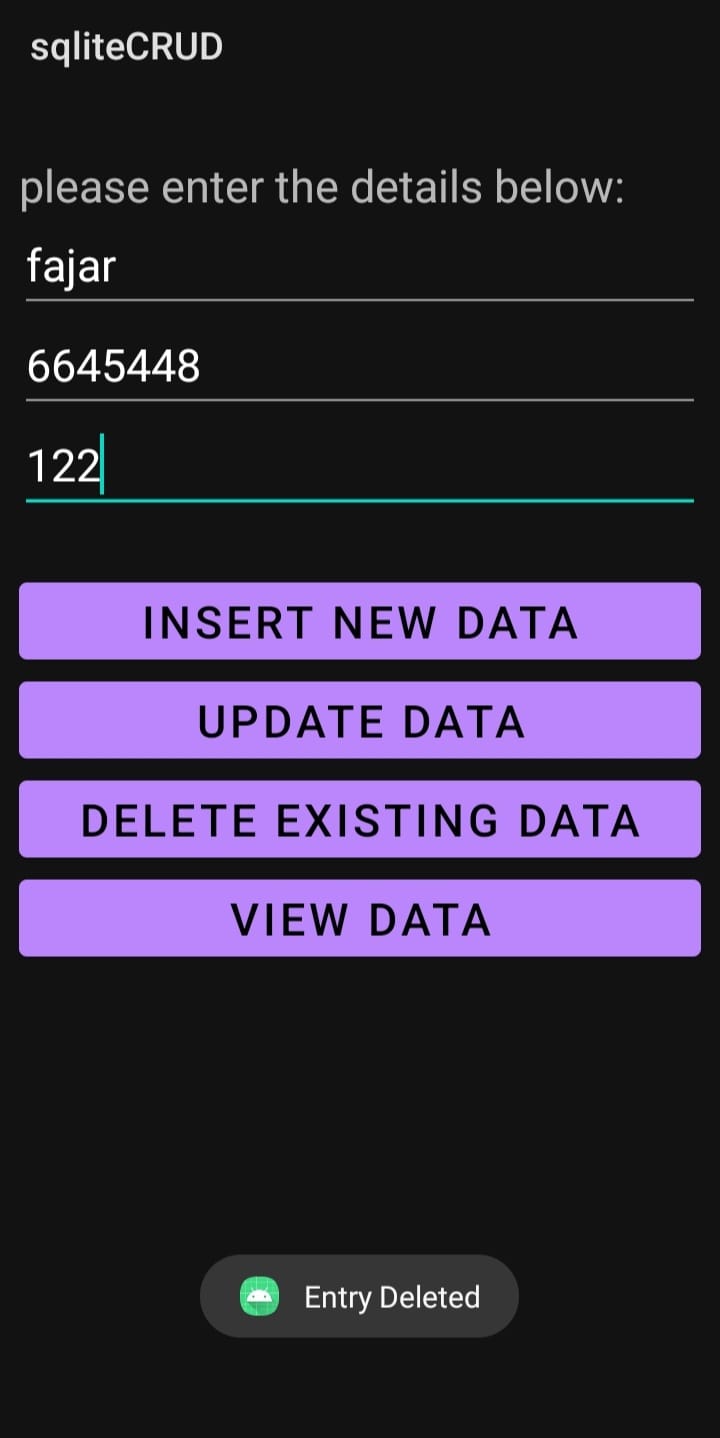 sqliteCRUD
please enter the details below:
fajar
6645448
122
INSERT NEW DATA
UPDATE DATA
DELETE EXISTING DATA
VIEW DATA
Entry Deleted